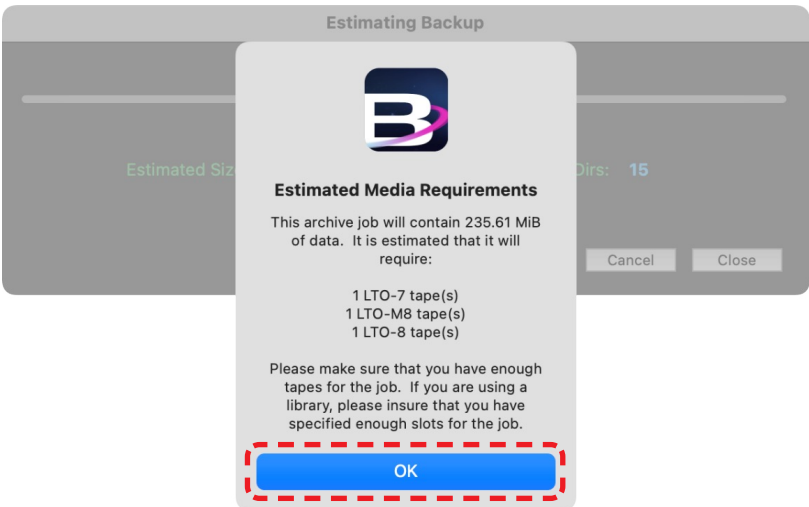 Estimating Backup
B
Estimated Siz
Dirs: 15
Estimated Media Requirements
This archive job will contain 235.61 MiB
of data.  It is estimated that it will
require:
1 LTO-7 tape(s)
1 LTO-M8 tape(s)
1 LTO-8 tape(s)
Cancel Close
Please make sure that you have enough
tapes for the job.  If you are using a
library, please insure that you have
specified enough slots for the job.
OK